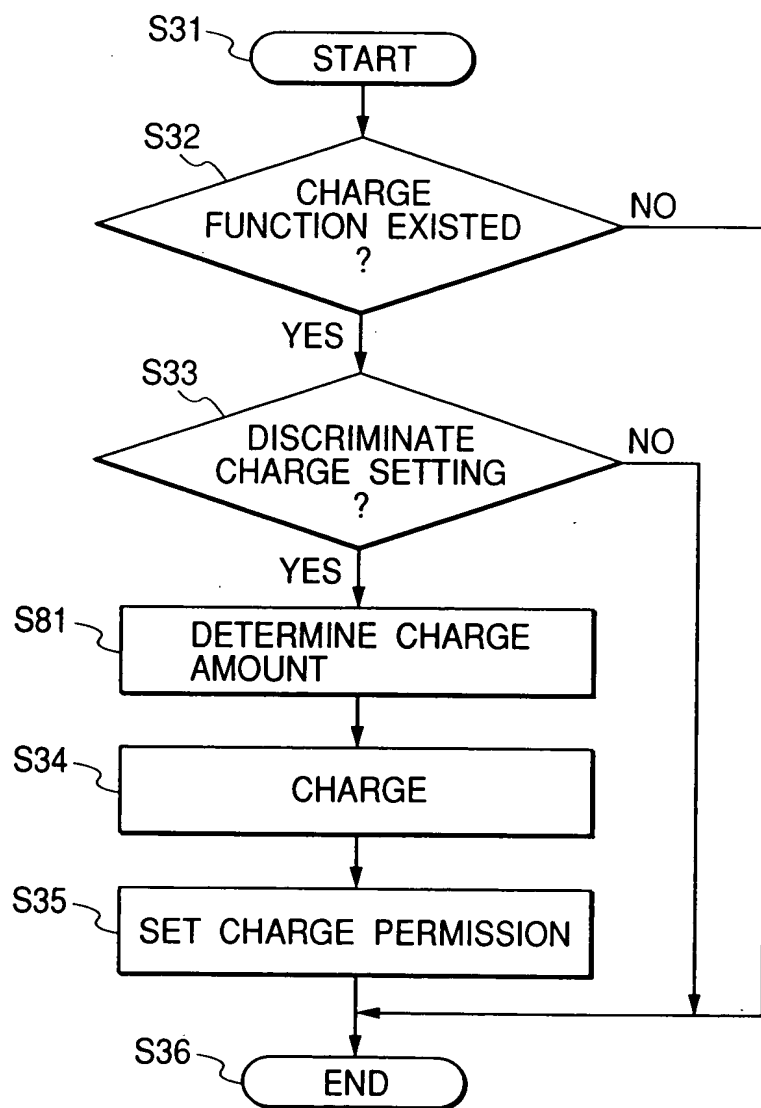 S31
START
S32
CHARGE
FUNCTION EXISTED
?
NO
YES
S33
DISCRIMINATE
CHARGE SETTING
?
NO
YES
S81
DETERMINE CHARGE
AMOUNT
S34
CHARGE
S35
SET CHARGE PERMISSION
S36
END